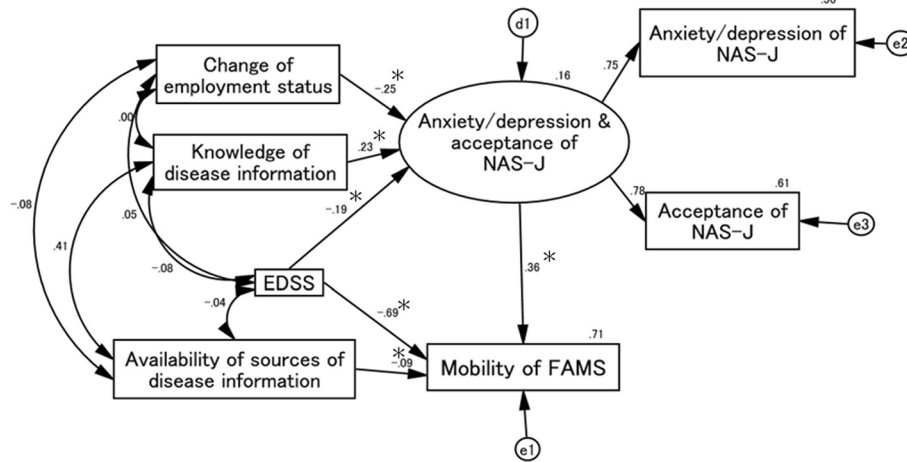 d1
e2
Anxiety/depression of
NAS-J
.75
.16
Change of
employment status
-.25*
Anxiety/depression &
acceptance of
NAS-J
.00
Knowledge of
disease information
.23*
-.19*
.78
.61
Acceptance of
NAS-J
e3
-.08
.41
.05
-.08
EDSS
-.04
.36*
-.69*
.71
Availability of sources of
disease information
-.09*
Mobility of FAMS
e1